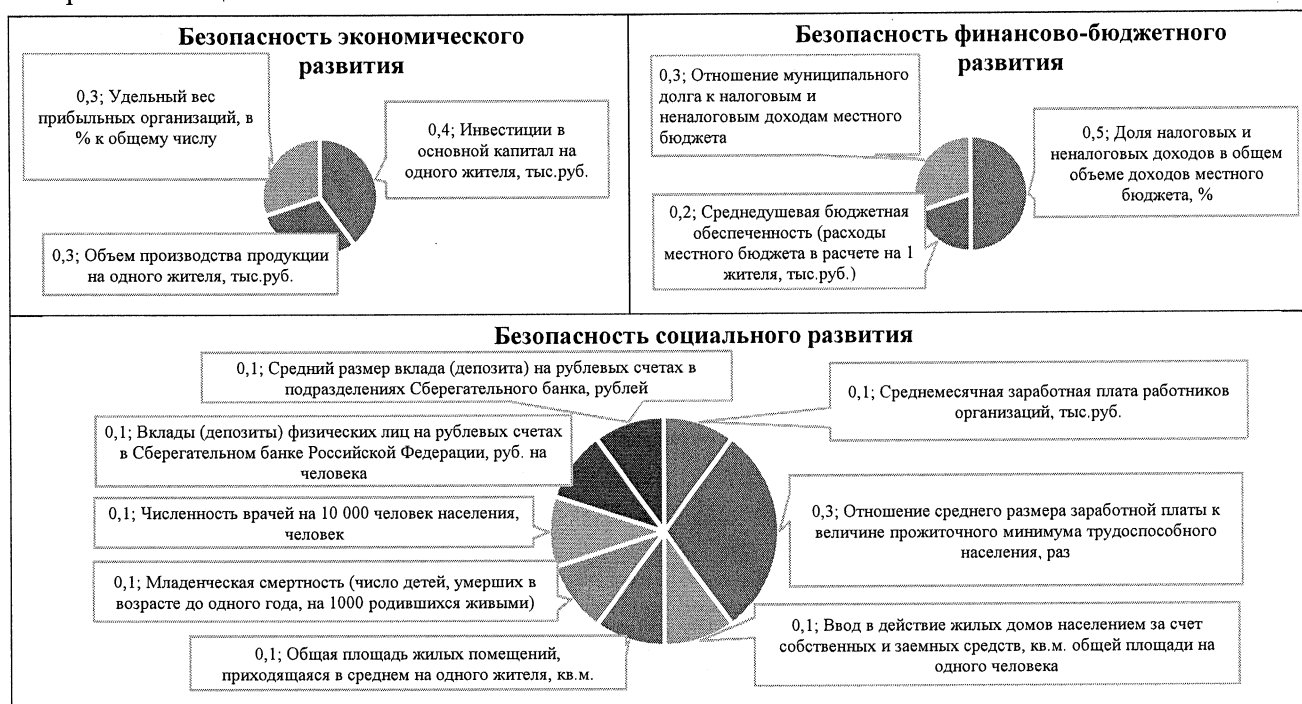 Безопасность экономического
развития
0,3; Удельный вес
прибыльных организаций, в
% к общему числу
0,4; Инвестиции в
основной капитал на
одного жителя, тыс.руб.
0,3; Объем производства продукции
на одного жителя, тыс.руб.
Безопасность финансово-бюджетного
развития
0,3; Отношение муниципального
долга к налоговым и
неналоговым доходам местного
бюджета
0,5; Доля налоговых и
неналоговых доходов в общем
объеме доходов местного
бюджета, %
0,2; Среднедушевая бюджетная
обеспеченность (расходы
местного бюджета в расчете на 1
жителя, тыс.руб.)
Безопасность социального развития
0,1; Средний размер вклада (депозита) на рублевых счетах в
подразделениях Сберегательного банка, рублей
0,1; Среднемесячная заработная плата работников
организаций, тыс.руб.
0,1; Вклады (депозиты) физических лиц на рублевых счетах
в Сберегательном банке Российской Федерации, руб. на
человека
0,1; Численность врачей на 10 000 человек населения,
человек
0,3; Отношение среднего размера заработной платы к
величине прожиточного минимума трудоспособного
населения, раз
0,1; Младенческая смертность (число детей, умерших в
возрасте до одного года, на 1000 родившихся живыми)
0,1; Ввод в действие жилых домов населением за счет
собственных и заемных средств, кв.м. общей площади на
одного человека
0,1; Общая площадь жилых помещений,
приходящаяся в среднем на одного жителя, кв.м.